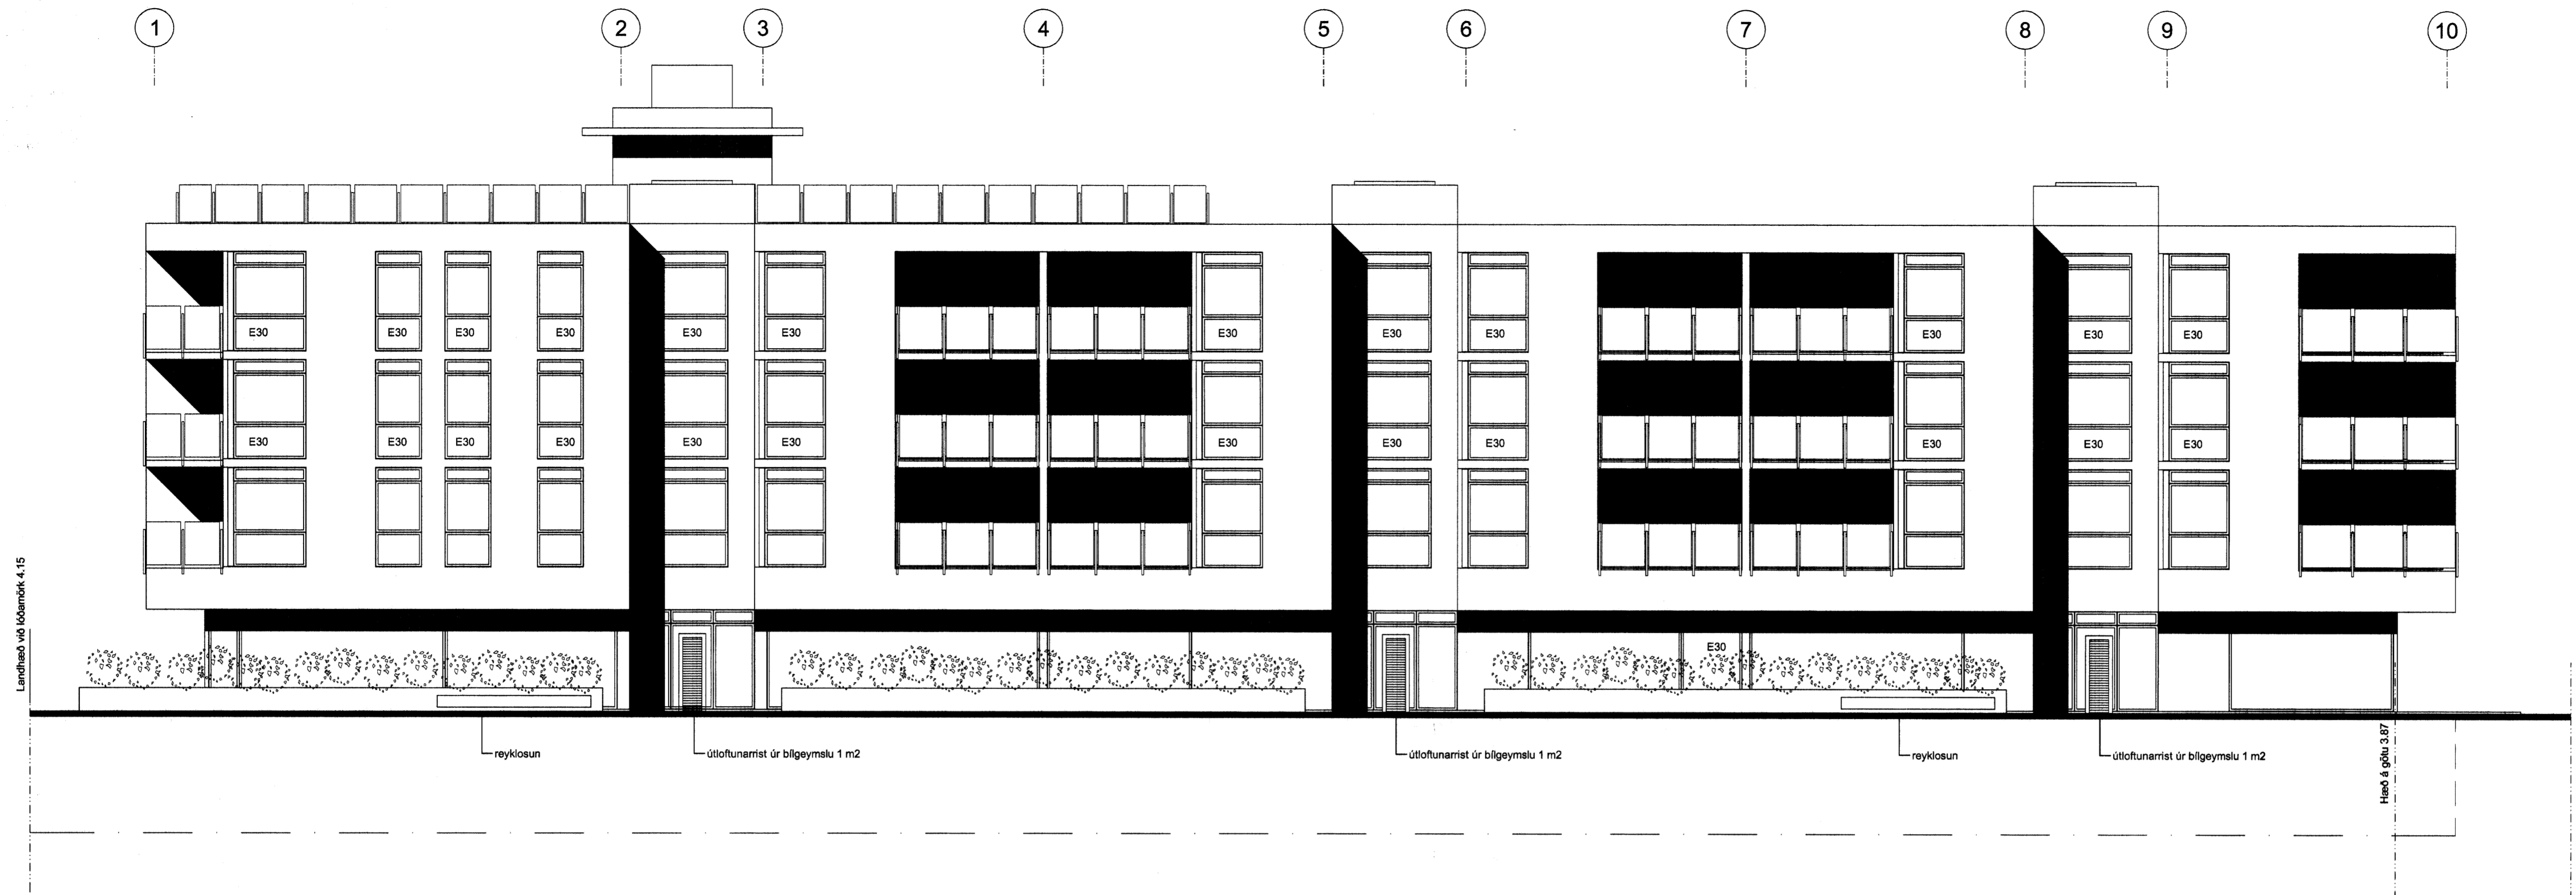 1 2 3 4 5 6 7 8 9 10
E30 E30 E30 E30 E30 E30 E30 E30 E30 E30 E30 E30
E30 E30 E30 E30 E30 E30 E30 E30 E30 E30 E30 E30
E30
Landhæð við lóðamörk 4.15
reyklosun
útloftunarrist úr bílgeymslu 1 m2
útloftunarrist úr bílgeymslu 1 m2
reyklosun
útloftunarrist úr bílgeymslu 1 m2
Hæð á götu 3.87